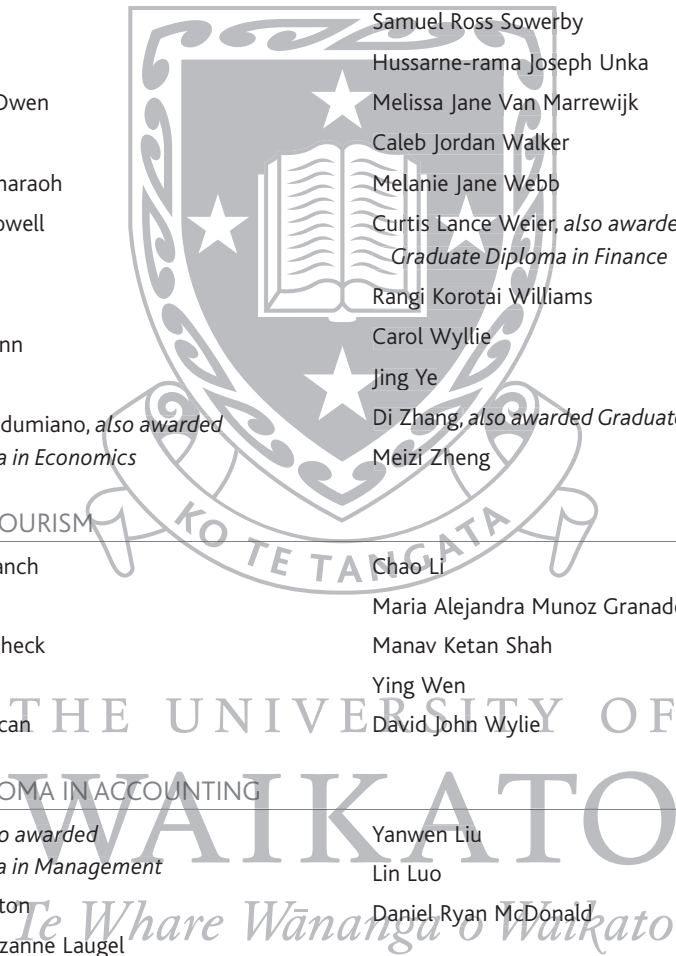 Samuel Ross Sowerby
Hussarne-rama Joseph Unka
Owen
Melissa Jane Van Marrewijk
Caleb Jordan Walker
haraoh
Melanie Jane Webb
owell
Curtis Lance Weier, also awarde
Graduate Diploma in Finance
Rangi Korotai Williams
nn
Carol Wyllie
Jing Ye
dumiano, also awarded
Di Zhang, also awarded Graduate
a in Economics
Meizi Zheng
KO TE TANGATA
OURISM
anch
Chao Li
Maria Alejandra Munoz Granado
heck
Manav Ketan Shah
Ying Wen
can
David John Wylie
THE UNIVERSITY OF
WAIKATO
OMA IN ACCOUNTING
o awarded
Yanwen Liu
a in Management
Lin Luo
ton
Daniel Ryan McDonald
Te Whare Wānanga o Waikato
zanne Laugel